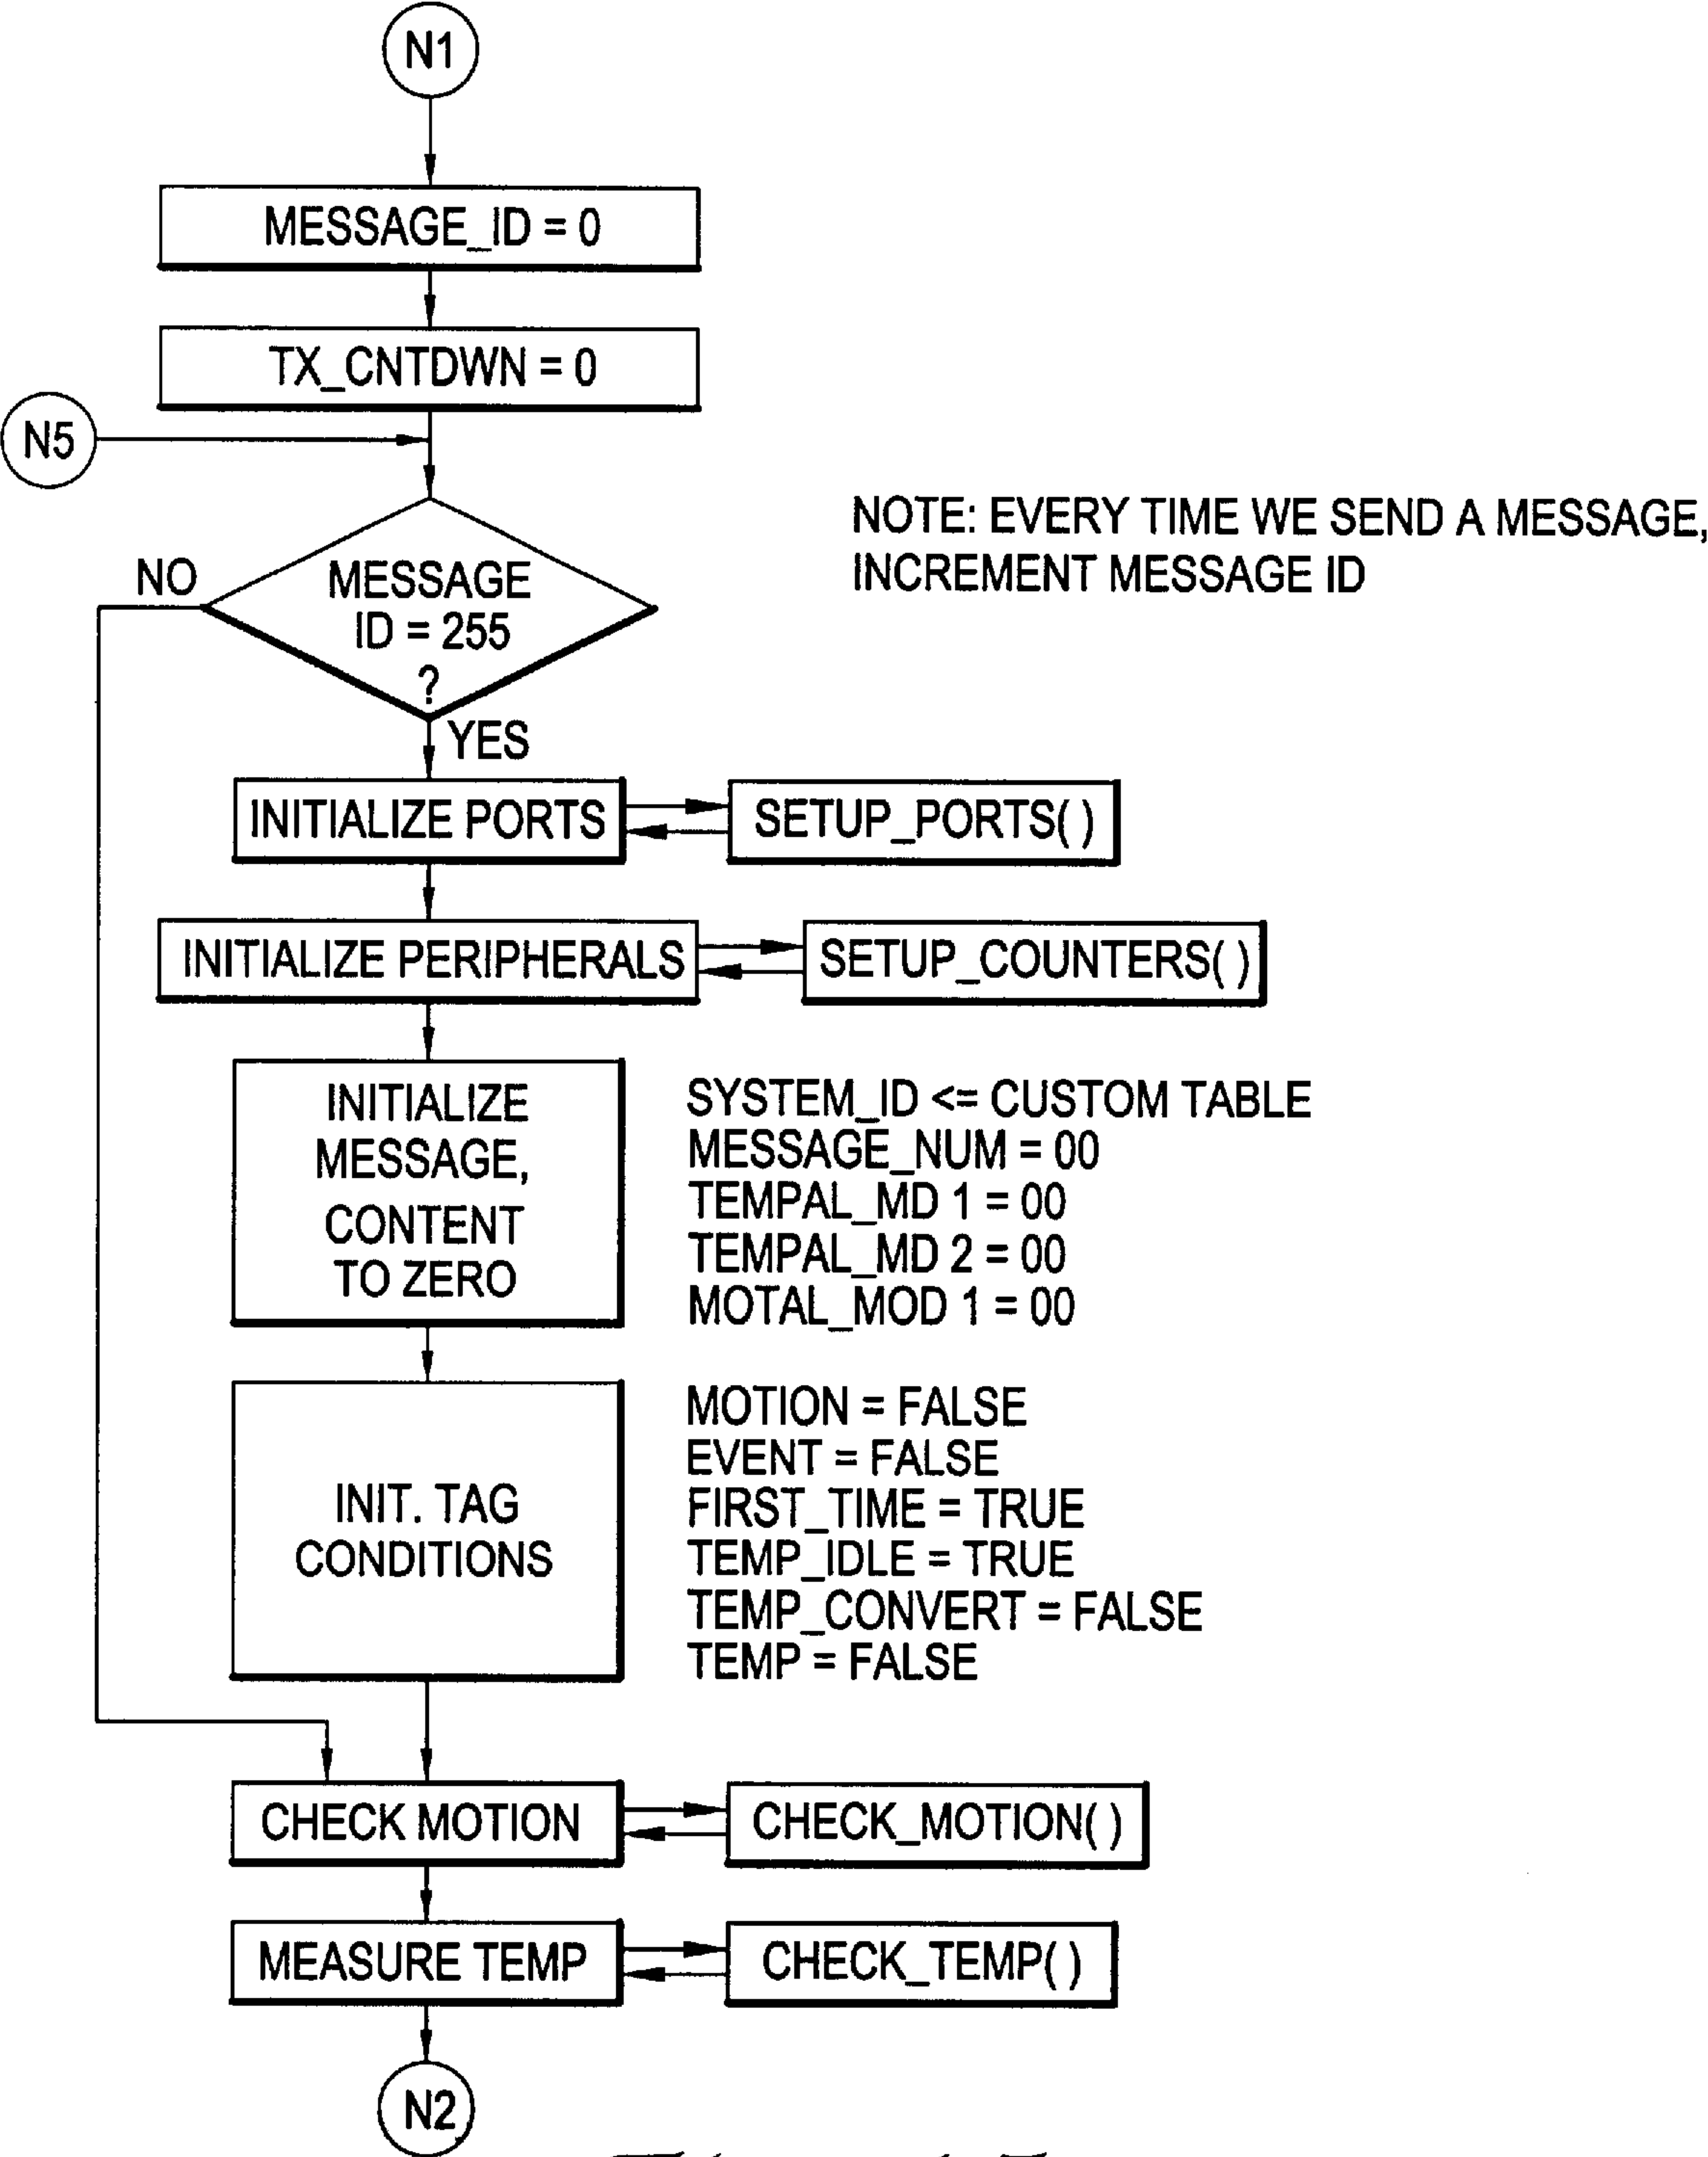 N1
MESSAGE_ID = 0
TX_CNTDWN = 0
N5
NOTE: EVERY TIME WE SEND A MESSAGE,
INCREMENT MESSAGE ID
NO
MESSAGE
ID = 255
?
YES
INITIALIZE PORTS
SETUP_PORTS( )
INITIALIZE PERIPHERALS
SETUP_COUNTERS( )
INITIALIZE
MESSAGE,
CONTENT
TO ZERO
SYSTEM_ID <= CUSTOM TABLE
MESSAGE_NUM = 00
TEMPAL_MD 1 = 00
TEMPAL_MD 2 = 00
MOTAL_MOD 1 = 00
INIT. TAG
CONDITIONS
MOTION = FALSE
EVENT = FALSE
FIRST_TIME = TRUE
TEMP_IDLE = TRUE
TEMP_CONVERT = FALSE
TEMP = FALSE
CHECK MOTION
CHECK_MOTION( )
MEASURE TEMP
CHECK_TEMP( )
N2